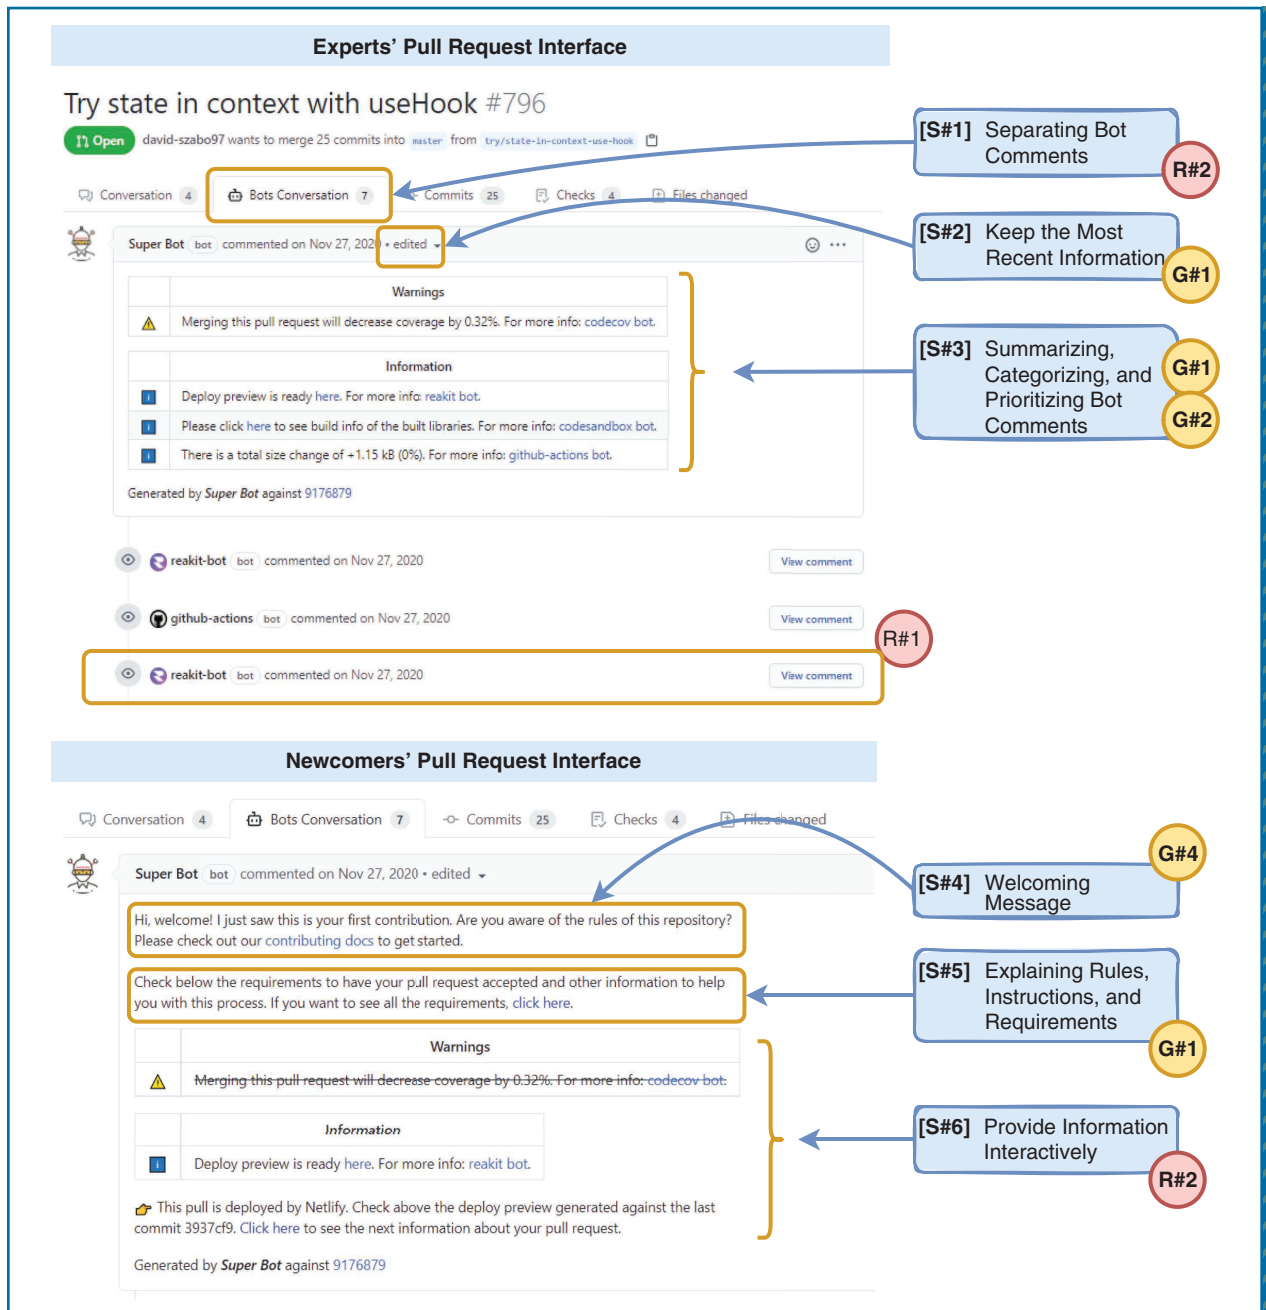 Experts’ Pull Request Interface
Try state in context with useHook #796
Open david-szabo97 wants to merge 25 commits into master from try/state-in-context-use-hook
Conversation 4 Bots Conversation 7 Commits 25 Checks 4 Files changed
Super Bot bot commented on Nov 27, 2020 • edited
Warnings
Merging this pull request will decrease coverage by 0.32%. For more info: codecov bot.
Information
Deploy preview is ready here. For more info: reakit bot.
Please click here to see build info of the built libraries. For more info: codesandbox bot.
There is a total size change of +1.15 kB (0%). For more info: github-actions bot.
Generated by Super Bot against 9176879
reakit-bot bot commented on Nov 27, 2020 View comment
github-actions bot commented on Nov 27, 2020 View comment
reakit-bot bot commented on Nov 27, 2020 View comment
R#1
[S#1] Separating Bot
Comments
R#2
[S#2] Keep the Most
Recent Information
G#1
[S#3] Summarizing,
Categorizing, and
Prioritizing Bot
Comments
G#1
G#2
Newcomers’ Pull Request Interface
Conversation 4 Bots Conversation 7 Commits 25 Checks 4 Files changed
Super Bot bot commented on Nov 27, 2020 • edited
Hi, welcome! I just saw this is your first contribution. Are you aware of the rules of this repository?
Please check out our contributing docs to get started.
Check below the requirements to have your pull request accepted and other information to help
you with this process. If you want to see all the requirements, click here.
Warnings
Merging this pull request will decrease coverage by 0.32%. For more info: codecov bot.
Information
Deploy preview is ready here. For more info: reakit bot.
This pull is deployed by Netlify. Check above the deploy preview generated against the last
commit 3937cf9. Click here to see the next information about your pull request.
Generated by Super Bot against 9176879
G#4
[S#4] Welcoming
Message
[S#5] Explaining Rules,
Instructions, and
Requirements
G#1
[S#6] Provide Information
Interactively
R#2